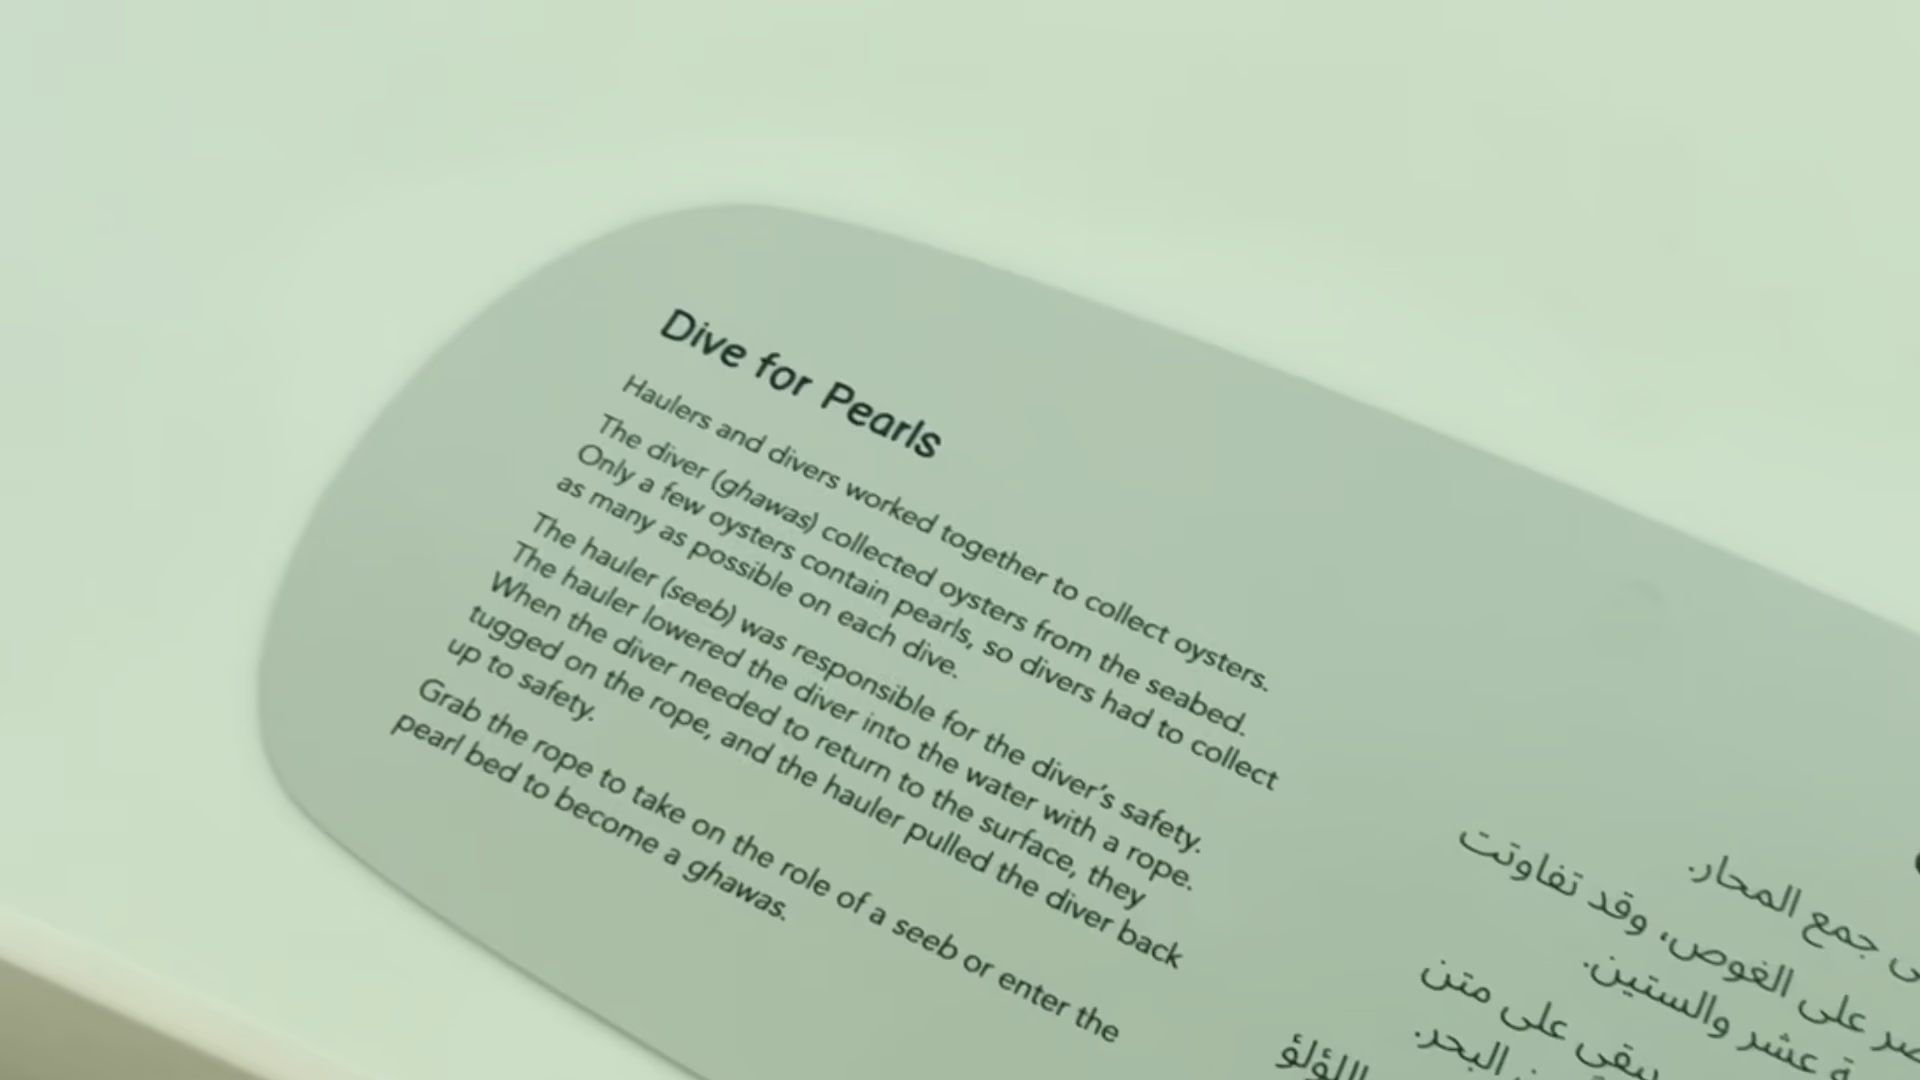 Dive for Pearls
Haulers and divers worked together to collect oysters.
The diver (ghawas) collected oysters from the seabed.
Only a few oysters contain pearls, so divers had to collect
as many as possible on each dive.
The hauler (seeb) was responsible for the diver's safety.
The hauler lowered the diver into the water with a rope.
When the diver needed to return to the surface, they
tugged on the rope, and the hauler pulled the diver back
up to safety.
Grab the rope to take on the role of a seeb or enter the
pearl bed to become a ghawas.
جمع المحار.
على الغوص، وقد تفاوتت
عشر والستين.
يبقى على متن
البحر.
اللؤلؤ